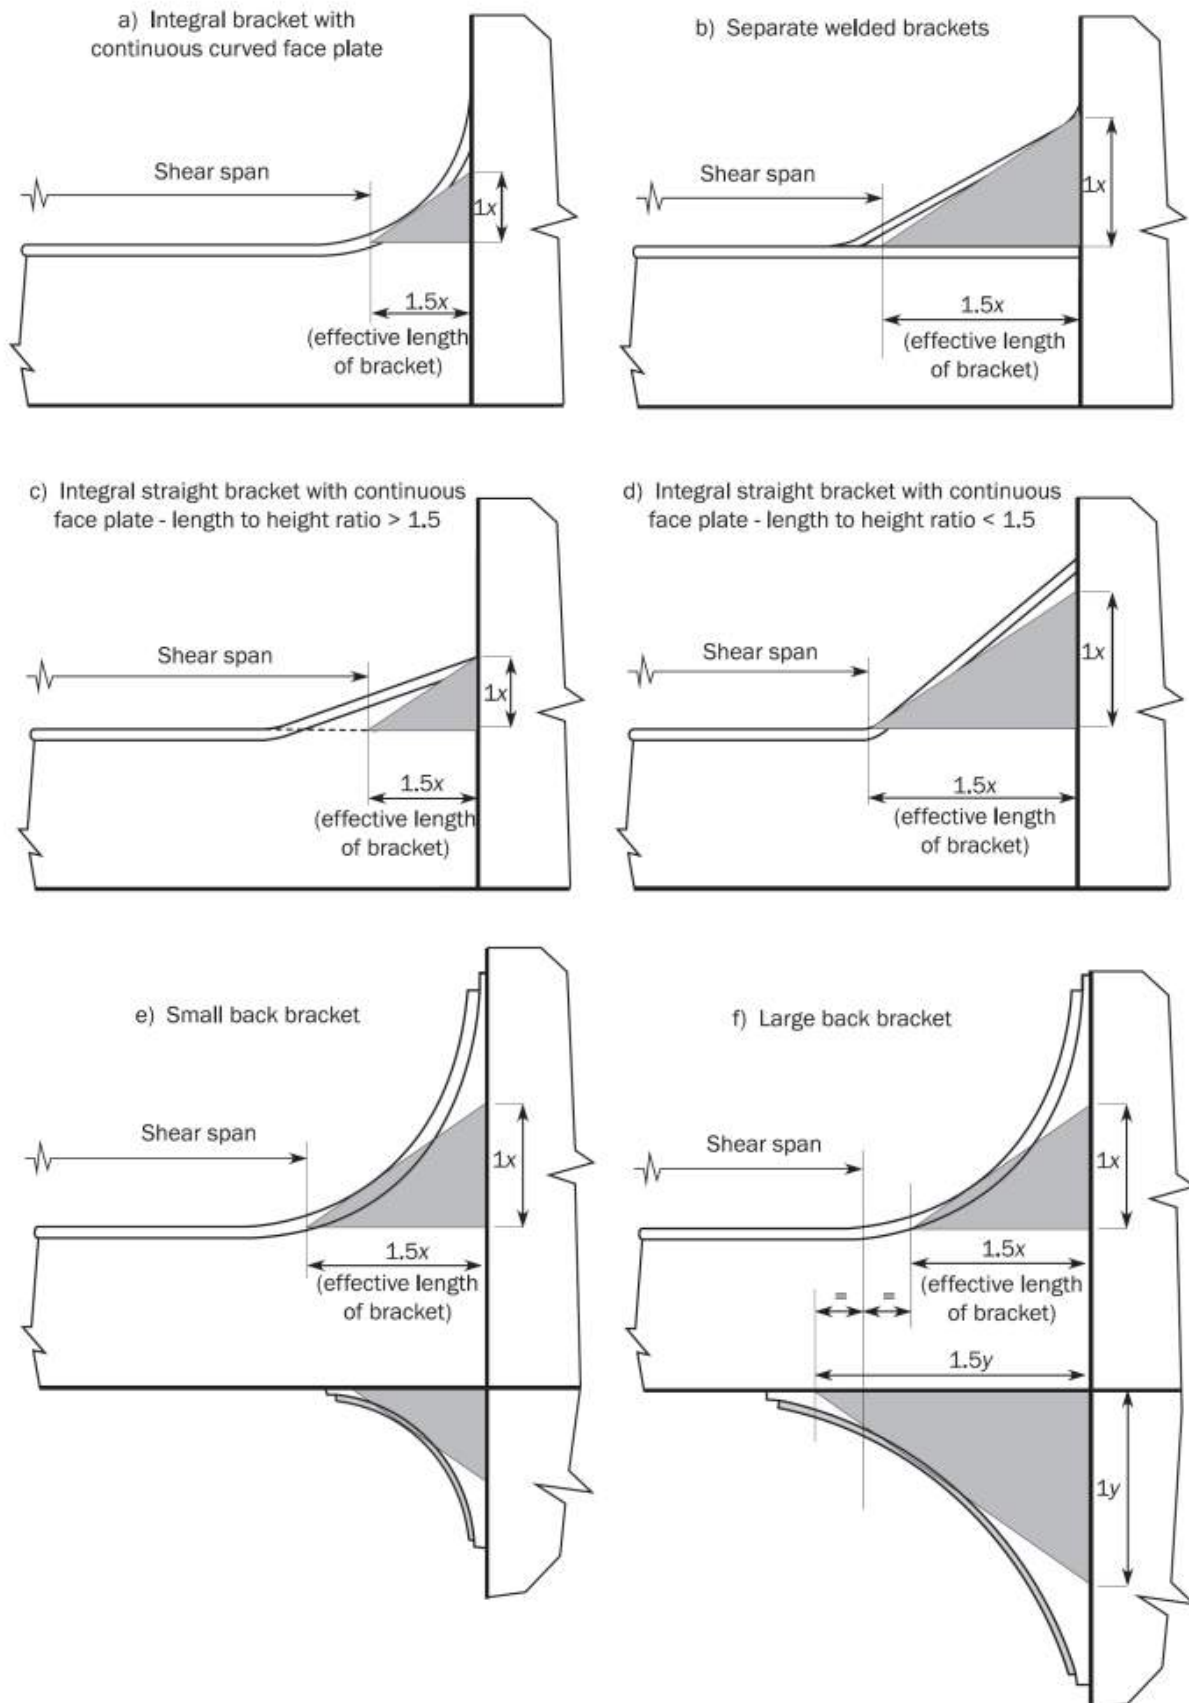 a) Integral bracket with
continuous curved face plate
Shear span
1x
1.5x
(effective length
of bracket)
b) Separate welded brackets
Shear span
1x
1.5x
(effective length
of bracket)
c) Integral straight bracket with continuous
face plate - length to height ratio > 1.5
Shear span
1x
1.5x
(effective length
of bracket)
d) Integral straight bracket with continuous
face plate - length to height ratio < 1.5
Shear span
1x
1.5x
(effective length
of bracket)
e) Small back bracket
Shear span
1x
1.5x
(effective length
of bracket)
f) Large back bracket
Shear span
1x
1.5x
(effective length
of bracket)
= =
1.5y
1y